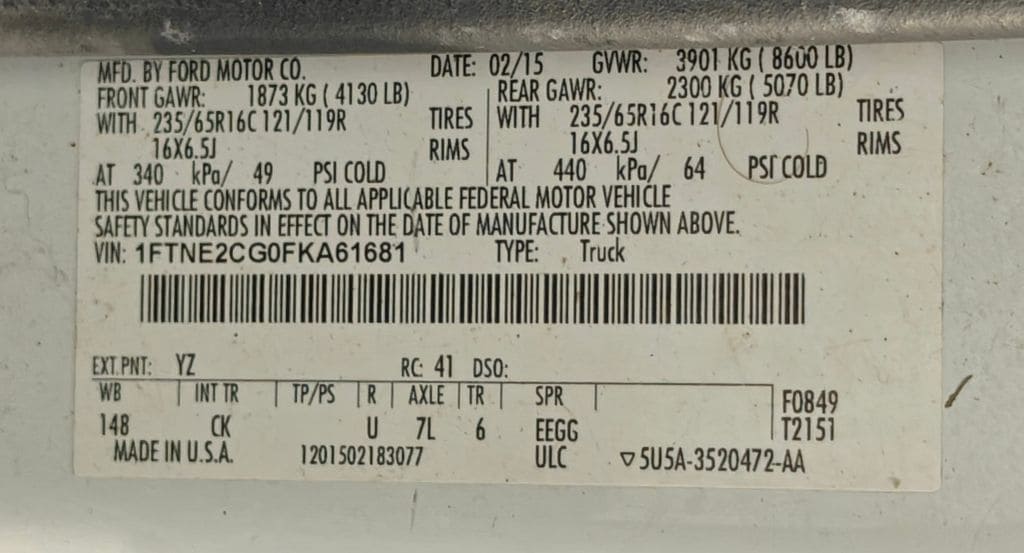 MFD. BY FORD MOTOR CO. DATE: 02/15 GVWR: 3901 KG ( 8600 LB)
FRONT GAWR: 1873 KG ( 4130 LB) REAR GAWR: 2300 KG ( 5070 LB)
WITH 235/65R16C 121/119R TIRES WITH 235/65R16C 121/119R TIRES
16X6.5J RIMS 16X6.5J RIMS
AT 340 kPa/ 49 PSI COLD AT 440 kPa/ 64 PSI COLD
THIS VEHICLE CONFORMS TO ALL APPLICABLE FEDERAL MOTOR VEHICLE
SAFETY STANDARDS IN EFFECT ON THE DATE OF MANUFACTURE SHOWN ABOVE.
VIN: 1FTNE2CG0FKA61681 TYPE: Truck
EXT. PNT: YZ RC: 41 DSO:
WB INT TR TP/PS R AXLE TR SPR F0849
148 CK U 7L 6 EEGG T2151
MADE IN U.S.A. 1201502183077 ULC ▽5U5A-3520472-AA